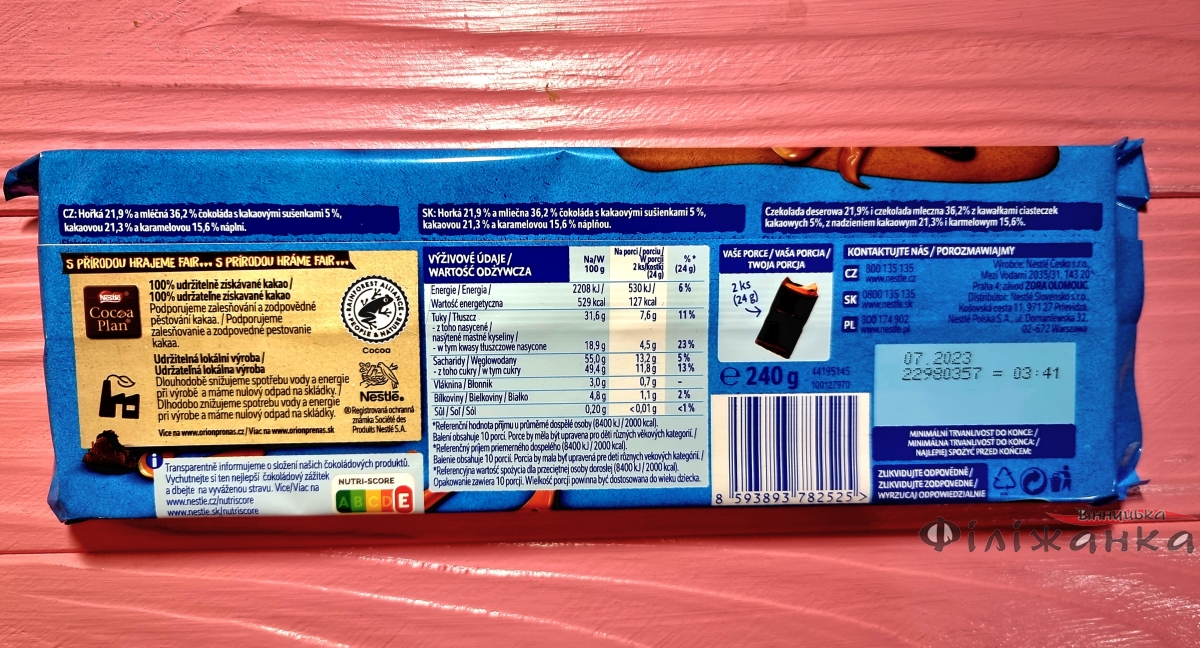 CZ: Hořká 21,9 % a mléčná 36,2 % čokoláda s kakaovými sušenkami 5 %,
kakaovou 21,3 % a karamelovou 15,6 % náplní.
SK: Horká 21,9 % a mliečna 36,2 % čokoláda s kakaovými sušienkami 5 %,
kakaovou 21,3 % a karamelovou 15,6 % náplňou.
Czekolada deserowa 21,9% i czekolada mleczna 36,2% z kawałkami ciasteczek
kakaowych 5%, z nadzieniem kakaowym 21,3% i karmelowym 15,6%.
S PŘÍRODOU HRAJEME FAIR... S PRÍRODOU HRÁME FAIR...
Nestlé
COCOA
Plan
100% udržitelně získávané kakao /
100% udržateľne získavané kakao
Podporujeme zalesňování a zodpovědné
pěstování kakaa. / Podporujeme
zalesňovanie a zodpovedné pestovanie
kakaa.
RAINFOREST ALLIANCE
PEOPLE & NATURE
Cocoa
Udržitelná lokální výroba /
Udržateľná lokálna výroba
Dlouhodobě snižujeme spotřebu vody a energie
při výrobě a máme nulový odpad na skládky. /
Dlhodobo znižujeme spotrebu vody a energie
pri výrobe a máme nulový odpad na skládky.
Více na www.orionpronas.cz / Viac na www.orionprenas.sk
Nestlé®
® Registrovaná ochranná
známka Société des
Produits Nestlé S.A.
i Transparentně informujeme o složení našich čokoládových produktů.
Vychutnejte si ten nejlepší čokoládový zážitek
a dbejte na vyváženou stravu. Více/Viac na
www.nestle.cz/nutriscore
www.nestle.sk/nutriscore
NUTRI-SCORE
A B C D E
VÝŽIVOVÉ ÚDAJE /
WARTOŚĆ ODŻYWCZA
Na/W
100 g
Na porci / porciu /
W porcji
2 ks/kostki
(24 g)
%*
(24 g)
Energie / Energia / 2208 kJ / 530 kJ / 6 %
Wartość energetyczna 529 kcal 127 kcal
Tuky / Tłuszcz 31,6 g 7,6 g 11 %
- z toho nasycené /
nasýtené mastné kyseliny /
- w tym kwasy tłuszczowe nasycone 18,9 g 4,5 g 23 %
Sacharidy / Węglowodany 55,0 g 13,2 g 5 %
- z toho cukry / w tym cukry 49,4 g 11,8 g 13 %
Vláknina / Błonnik 3,0 g 0,7 g -
Bílkoviny / Bielkoviny / Białko 4,8 g 1,1 g 2 %
Sůl / Soľ / Sól 0,20 g <0,01 g <1 %
*Referenční hodnota příjmu u průměrné dospělé osoby (8400 kJ / 2000 kcal).
Balení obsahuje 10 porcí. Porce by měla být upravena pro děti různých věkových kategorií. /
*Referenčný príjem priemerného dospelého (8400 kJ / 2000 kcal).
Balenie obsahuje 10 porcií. Porcia by mala byť upravená pre deti rôznych vekových kategórií. /
*Referencyjna wartość spożycia dla przeciętnej osoby dorosłej (8400 kJ / 2000 kcal).
Opakowanie zawiera 10 porcji. Wielkość porcji powinna być dostosowana do wieku dziecka.
VAŠE PORCE / VAŠA PORCIA /
TWOJA PORCJA
2 ks
(24 g)
e 240 g
44195145
100127970
8 593893 782525 >
KONTAKTUJTE NÁS / POROZMAWIAJMY
CZ 800 135 135
www.nestle.cz
SK 0800 135 135
www.nestle.sk
PL 800 174 902
www.nestle.pl
Výrobce: Nestlé Česko s.r.o.,
Mezi Vodami 2035/31, 143 20
Praha 4; závod ZORA OLOMOUC.
Distribútor: Nestlé Slovensko s.r.o.,
Košovská cesta 11, 971 27 Prievidza.
Nestlé Polska S.A., ul. Domaniewska 32,
02-672 Warszawa
07.2023
22980357 = 03:41
MINIMÁLNÍ TRVANLIVOST DO KONCE: /
MINIMÁLNA TRVANLIVOSŤ DO KONCA: /
NAJLEPIEJ SPOŻYĆ PRZED KOŃCEM:
ZLIKVIDUJTE ODPOVĚDNĚ /
ZLIKVIDUJTE ZODPOVEDNE /
WYRZUCAJ ODPOWIEDZIALNIE
Вінницька
Філіжанка